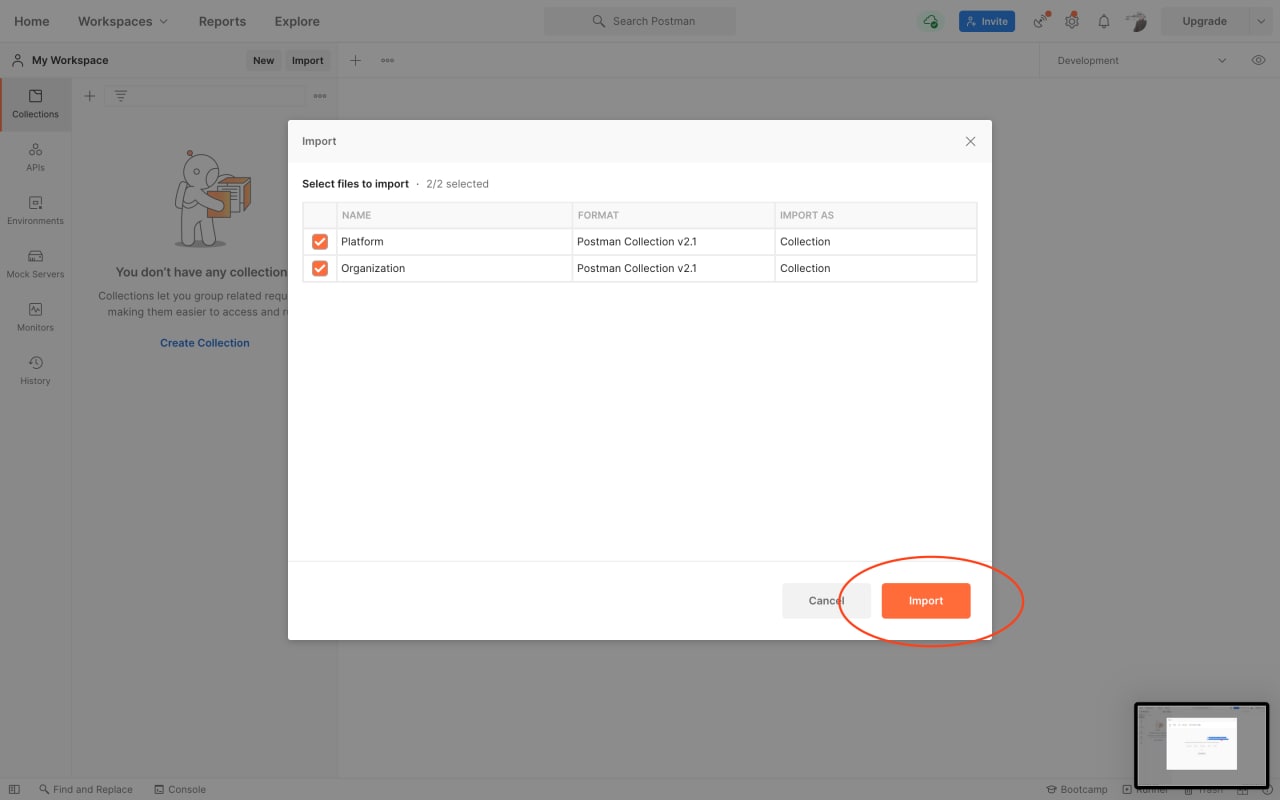 Home Workspaces Reports Explore Search Postman Invite Upgrade
My Workspace New Import Development
Collections
APIs
Environments
Mock Servers
Monitors
History
You don't have any collection
Collections let you group related requ
making them easier to access and r
Create Collection
Import
Select files to import · 2/2 selected
NAME FORMAT IMPORT AS
Platform Postman Collection v2.1 Collection
Organization Postman Collection v2.1 Collection
Cancel Import
Find and Replace Console Bootcamp Runner Trash